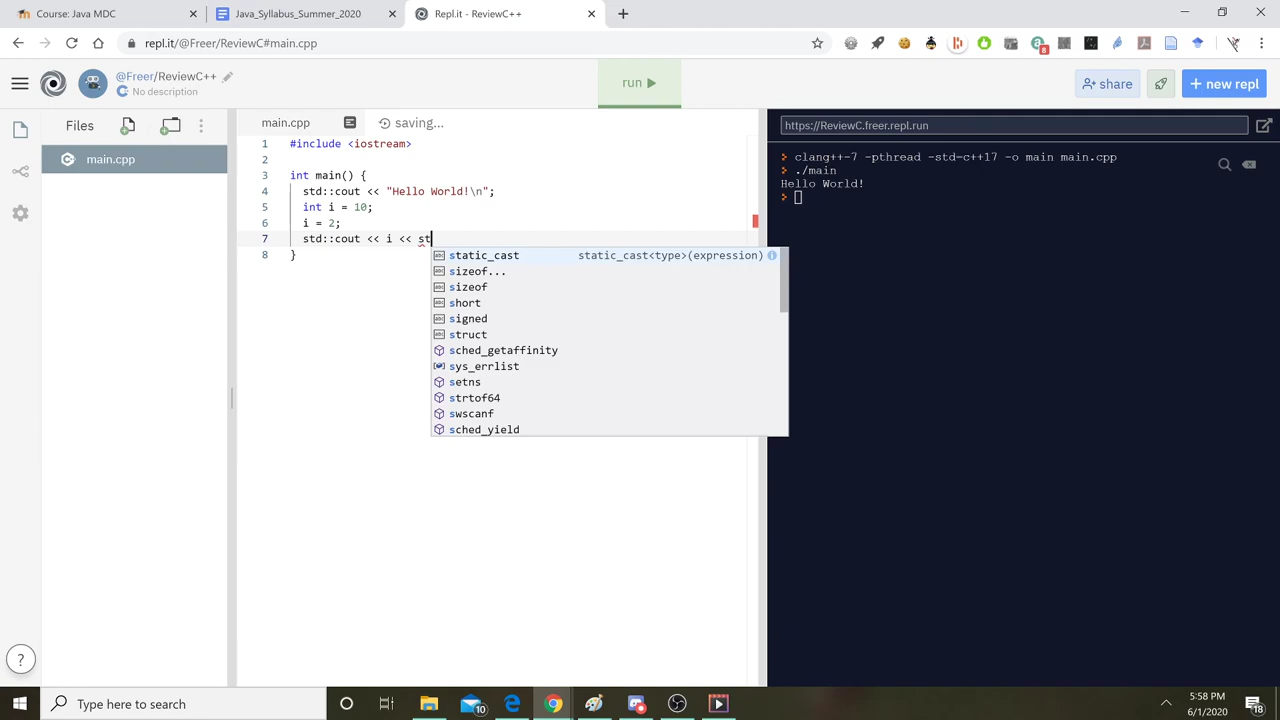 Course: Java MDC
Java_Syllabus_Summer_2020
Repl.it - ReviewC++
repl.it/@Freer/ReviewC#main.cpp
8
@Freer/ReviewC++
No description
run
share
+ new repl
Files
main.cpp
main.cpp
saving...
1 #include <iostream>
2
3 int main() {
4 std::cout << "Hello World!\n";
5 int i = 10;
6 i = 2;
7 std::cout << i << st
8 }
static_cast static_cast<type>(expression)
sizeof...
sizeof
short
signed
struct
sched_getaffinity
sys_errlist
setns
strtof64
swscanf
sched_yield
https://ReviewC.freer.repl.run
clang++-7 -pthread -std=c++17 -o main main.cpp
./main
Hello World!
?
Type here to search
10
5:58 PM
6/1/2020
18